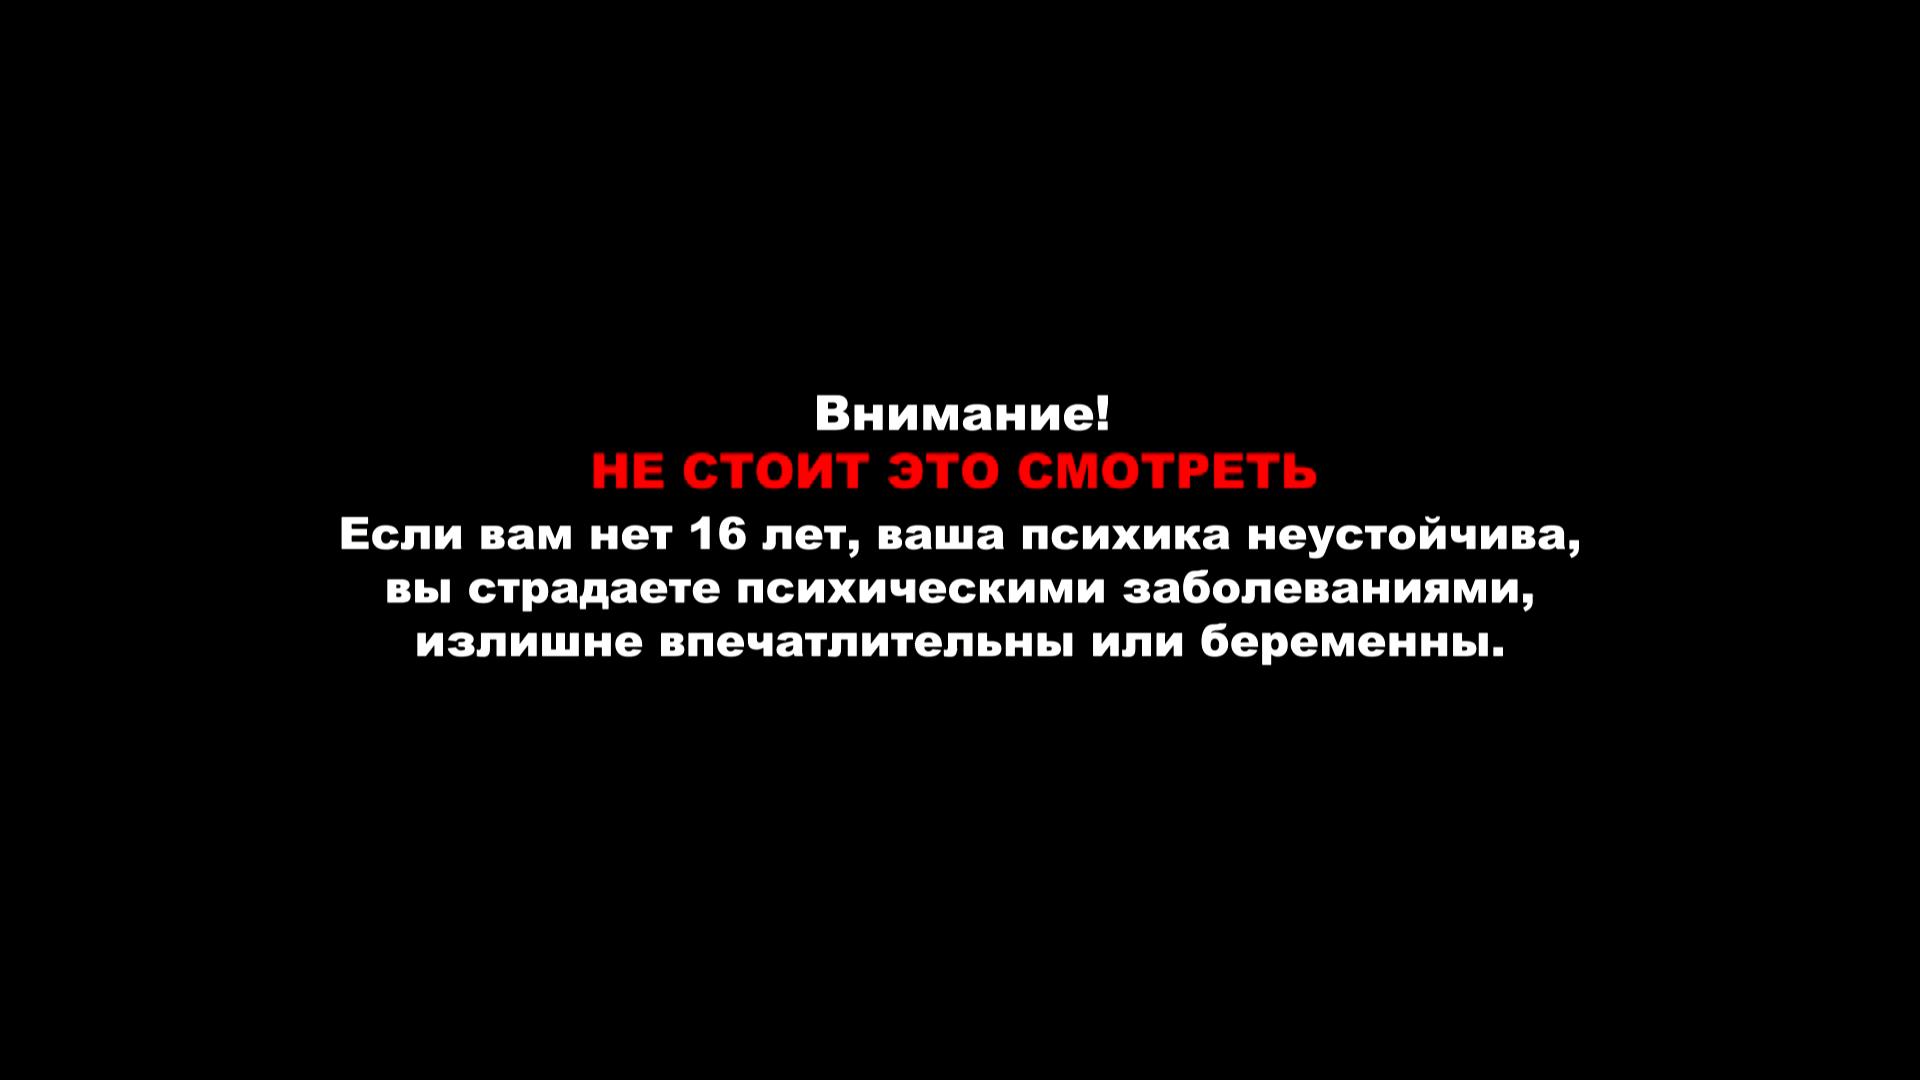 Внимание!
НЕ СТОИТ ЭТО СМОТРЕТЬ
Если вам нет 16 лет, ваша психика неустойчива,
вы страдаете психическими заболеваниями,
излишне впечатлительны или беременны.